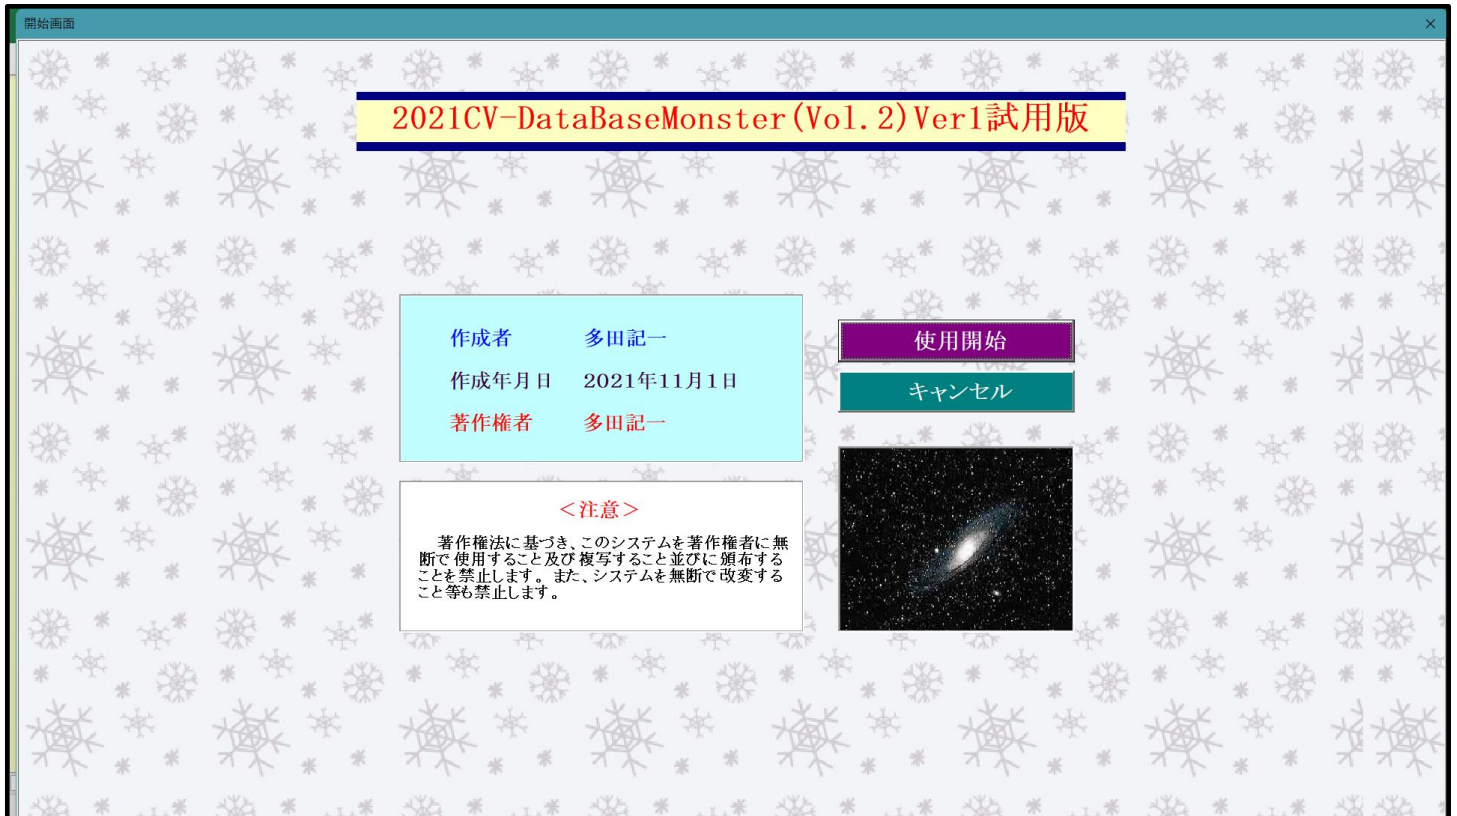 開始画面
2021CV-DataBaseMonster(Vol.2)Ver1試用版
作成者 多田記一
作成年月日 2021年11月1日
著作権者 多田記一
使用開始
キャンセル
＜注意＞
著作権法に基づき、このシステムを著作権者に無
断で使用すること及び複写すること並びに頒布する
ことを禁止します。また、システムを無断で改変する
こと等も禁止します。